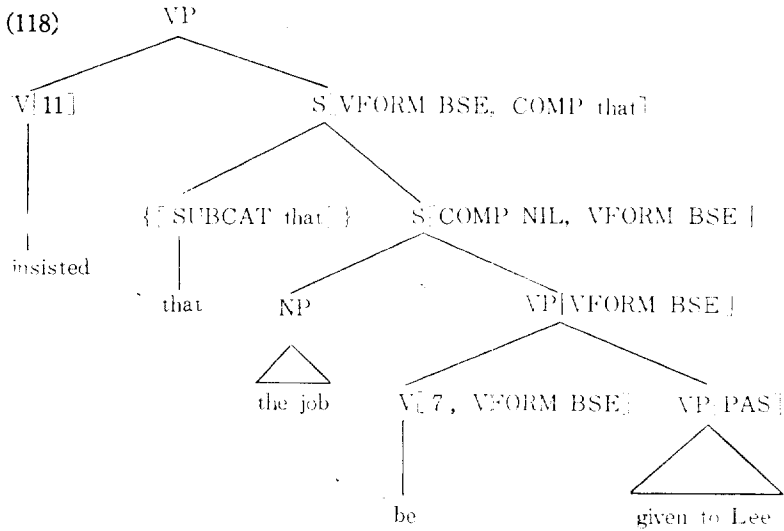 (118) VP
V[11] S[VFORM BSE, COMP that]
{[SUBCAT that]} S[COMP NIL, VFORM BSE]
insisted
that NP VP[VFORM BSE]
the job V[7, VFORM BSE] VP[PAS]
be given to Lee